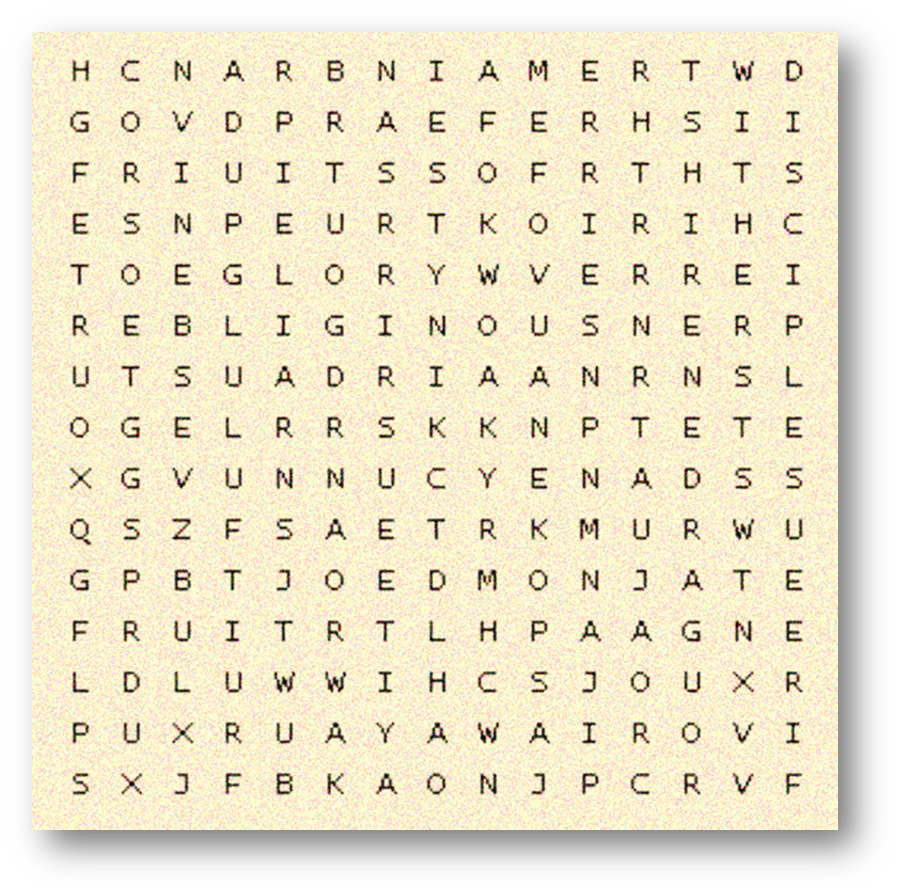 H C N A R B N I A M E R T W D
G O V D P R A E F E R H S I I
F R I U I T S S O F R T H T S
E S N P E U R T K O I R I H C
T O E G L O R Y W V E R R E I
R E B L I G I N O U S N E R P
U T S U A D R I A A N R N S L
O G E L R R S K K N P T E T E
X G V U N N U C Y E N A D S S
Q S Z F S A E T R K M U R W U
G P B T J O E D M O N J A T E
F R U I T R T L H P A A G N E
L D L U W W I H C S J O U X R
P U X R U A Y A W A I R O V I
S X J F B K A O N J P C R V F